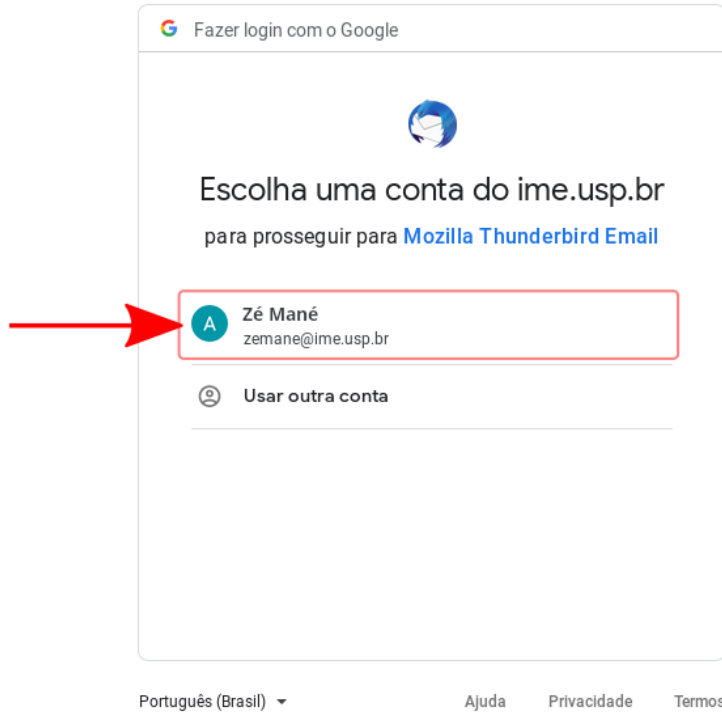 Fazer login com o Google
Escolha uma conta do ime.usp.br
para prosseguir para Mozilla Thunderbird Email
A
Zé Mané
zemane@ime.usp.br
Usar outra conta
Português (Brasil)
Ajuda
Privacidade
Termos